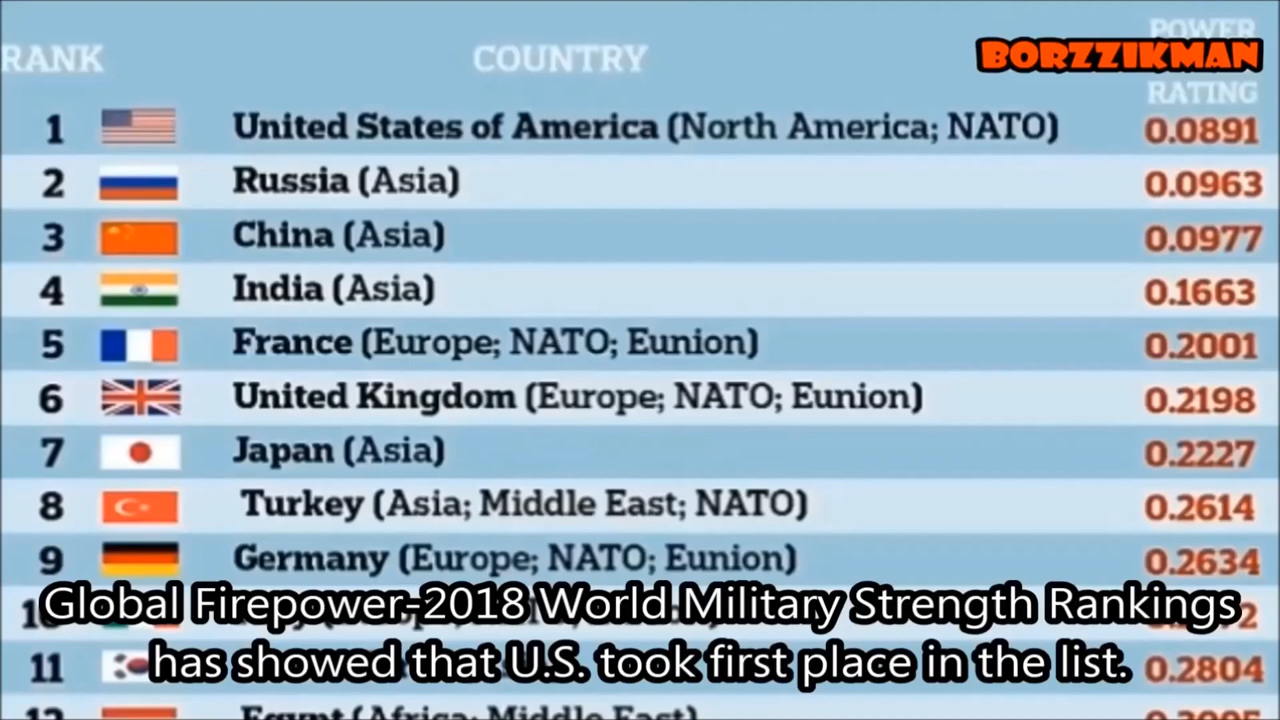 RANK COUNTRY POWER RATING
BORZZIKMAN
1 United States of America (North America; NATO) 0.0891
2 Russia (Asia) 0.0963
3 China (Asia) 0.0977
4 India (Asia) 0.1663
5 France (Europe; NATO; Eunion) 0.2001
6 United Kingdom (Europe; NATO; Eunion) 0.2198
7 Japan (Asia) 0.2227
8 Turkey (Asia; Middle East; NATO) 0.2614
9 Germany (Europe; NATO; Eunion) 0.2634
Global Firepower-2018 World Military Strength Rankings
11 0.2804
has showed that U.S. took first place in the list.
Egypt (Africa; Middle East)